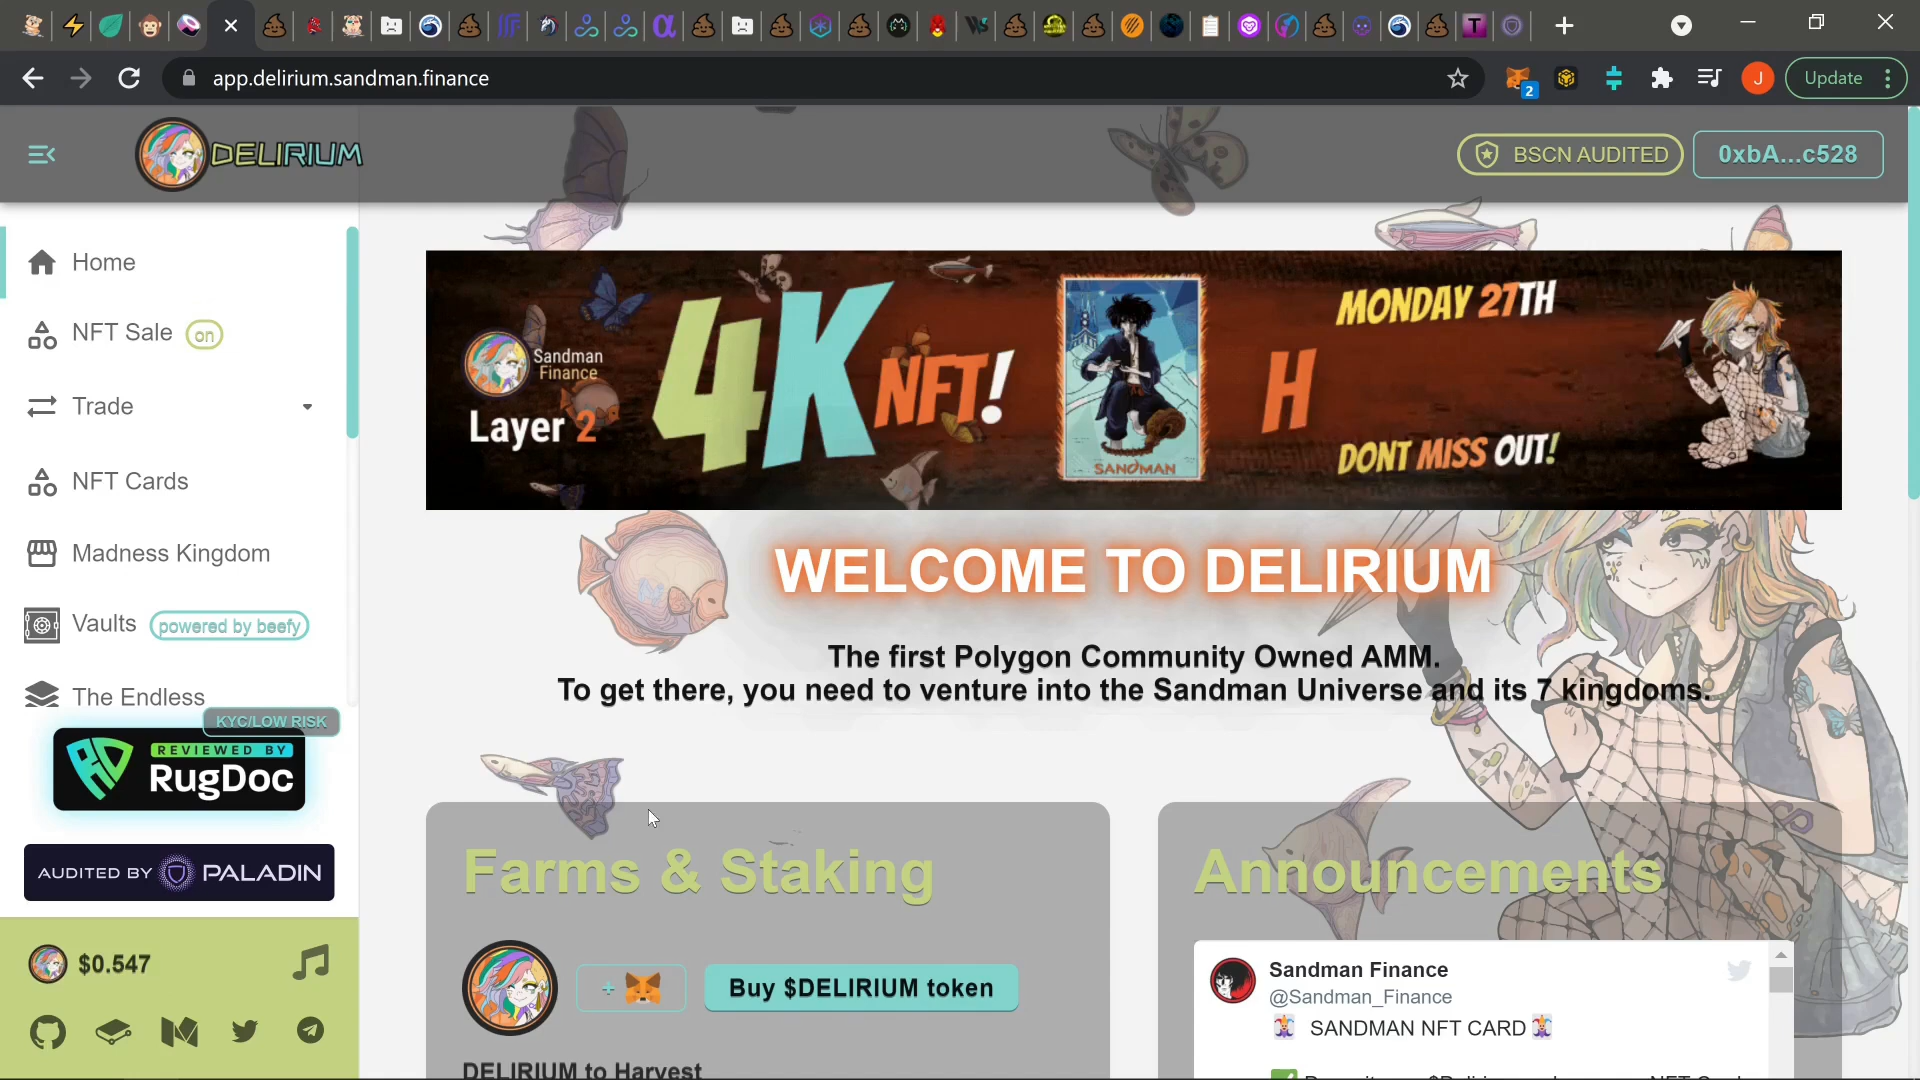 app.delirium.sandman.finance
2
J
Update
DELIRIUM
BSCN AUDITED
0xbA...c528
Home
NFT Sale on
Trade
NFT Cards
Madness Kingdom
Vaults powered by beefy
The Endless
KYC/LOW RISK
REVIEWED BY
RugDoc
AUDITED BY PALADIN
$0.547
Sandman
Finance
Layer 2
4K NFT!
SANDMAN
H
MONDAY 27TH
DONT MISS OUT!
WELCOME TO DELIRIUM
The first Polygon Community Owned AMM.
To get there, you need to venture into the Sandman Universe and its 7 kingdoms.
Farms & Staking
+
Buy $DELIRIUM token
DELIRIUM to Harvest
Announcements
Sandman Finance
@Sandman_Finance
SANDMAN NFT CARD